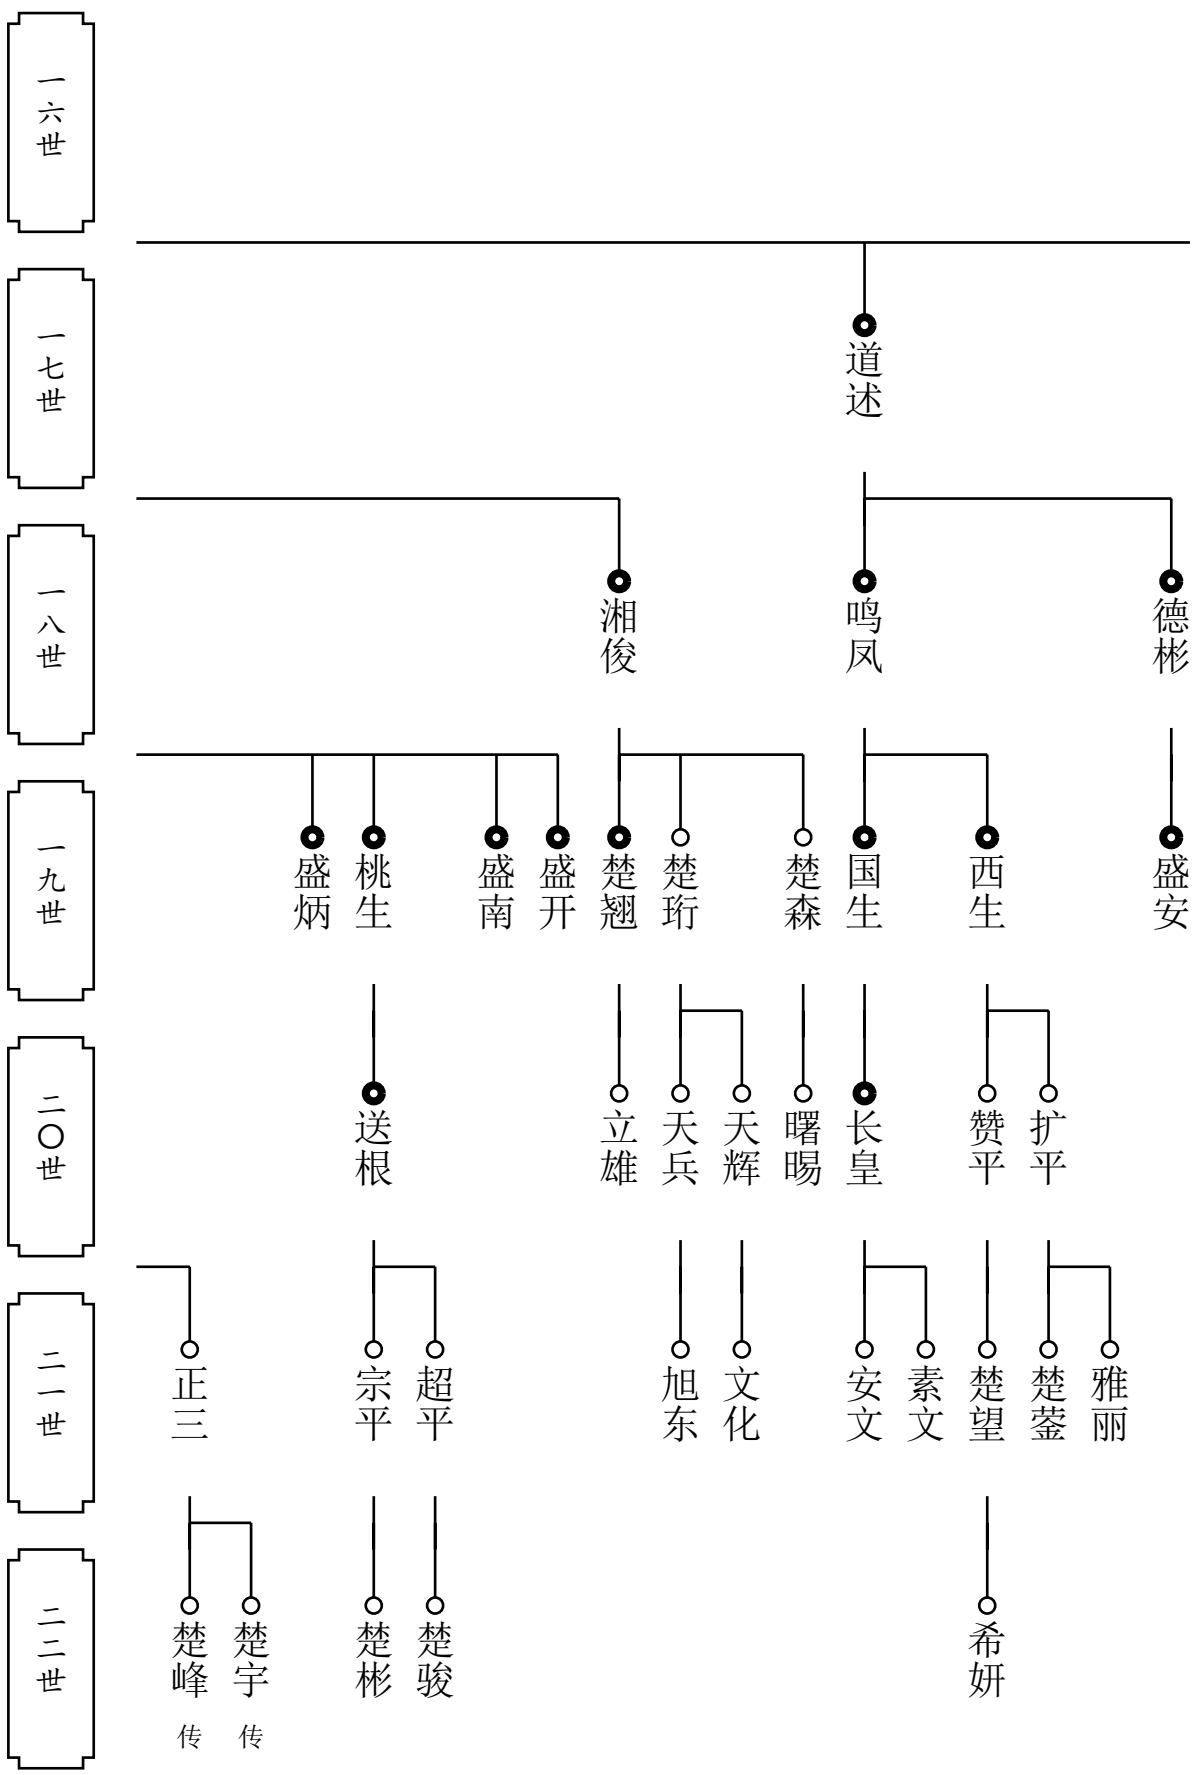 一六世
一七世
道述
一八世
湘俊
鸣凤
德彬
一九世
盛炳
桃生
盛南
盛开
楚翘
楚珩
楚森
国生
西生
盛安
二〇世
送根
立雄
天兵
天辉
曙暘
长皇
赞平
扩平
二一世
正三
宗平
超平
旭东
文化
安文
素文
楚望
楚蓥
雅丽
二二世
楚峰
传
楚宇
传
楚彬
楚骏
希妍